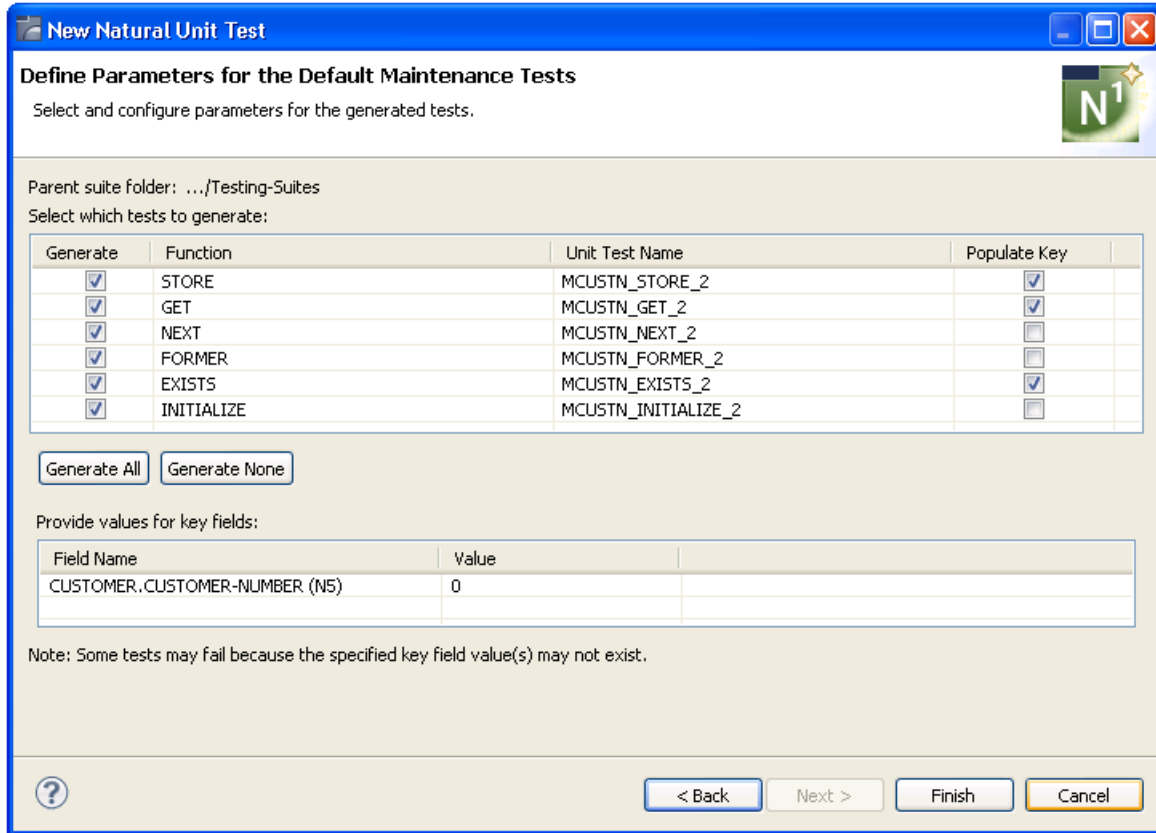 New Natural Unit Test
Define Parameters for the Default Maintenance Tests
Select and configure parameters for the generated tests.
N1
Parent suite folder: .../Testing-Suites
Select which tests to generate:
Generate Function Unit Test Name Populate Key
STORE MCUSTN_STORE_2
GET MCUSTN_GET_2
NEXT MCUSTN_NEXT_2
FORMER MCUSTN_FORMER_2
EXISTS MCUSTN_EXISTS_2
INITIALIZE MCUSTN_INITIALIZE_2
Generate All Generate None
Provide values for key fields:
Field Name Value
CUSTOMER.CUSTOMER-NUMBER (N5) 0
Note: Some tests may fail because the specified key field value(s) may not exist.
? < Back Next > Finish Cancel